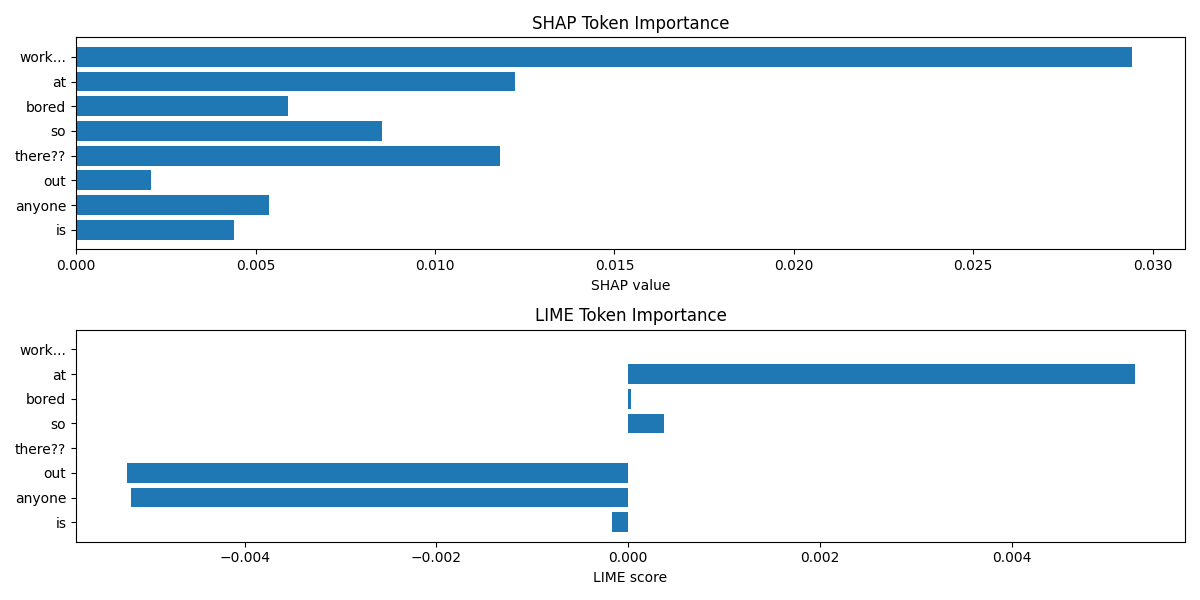 SHAP Token Importance
work...
at
bored
so
there??
out
anyone
is
0.000 0.005 0.010 0.015 0.020 0.025 0.030
SHAP value
LIME Token Importance
work...
at
bored
so
there??
out
anyone
is
−0.004 −0.002 0.000 0.002 0.004
LIME score